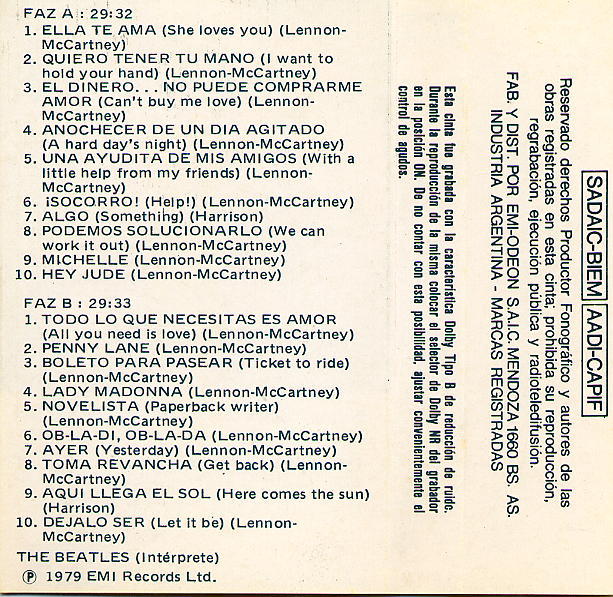 FAZ A : 29:32
1. ELLA TE AMA (She loves you) (Lennon-
McCartney)
2. QUIERO TENER TU MANO (I want to
hold your hand) (Lennon-McCartney)
3. EL DINERO. . . NO PUEDE COMPRARME
AMOR (Can't buy me love) (Lennon-
McCartney)
4. ANOCHECER DE UN DIA AGITADO
(A hard day's night) (Lennon-McCartney)
5. UNA AYUDITA DE MIS AMIGOS (With a
little help from my friends) (Lennon-
McCartney)
6. ¡SOCORRO! (Help!) (Lennon-McCartney)
7. ALGO (Something) (Harrison)
8. PODEMOS SOLUCIONARLO (We can
work it out) (Lennon-McCartney)
9. MICHELLE (Lennon-McCartney)
10. HEY JUDE (Lennon-McCartney)
FAZ B : 29:33
1. TODO LO QUE NECESITAS ES AMOR
(All you need is love) (Lennon-McCartney)
2. PENNY LANE (Lennon-McCartney)
3. BOLETO PARA PASEAR (Ticket to ride)
(Lennon-McCartney)
4. LADY MADONNA (Lennon-McCartney)
5. NOVELISTA (Paperback writer)
(Lennon-McCartney)
6. OB-LA-DI, OB-LA-DA (Lennon-McCartney)
7. AYER (Yesterday) (Lennon-McCartney)
8. TOMA REVANCHA (Get back) (Lennon-
McCartney)
9. AQUI LLEGA EL SOL (Here comes the sun)
(Harrison)
10. DEJALO SER (Let it be) (Lennon-
McCartney)
THE BEATLES (Intérprete)
Ⓟ 1979 EMI Records Ltd.
SADAIC-BIEM AADI-CAPIF
Reservado derechos Productor Fonográfico y autores de las
obras registradas en esta cinta; prohibida su reproducción,
regrabación, ejecución pública y radioteledifusión.
FAB. Y DIST. POR EMI-ODEON S.A.I.C. MENDOZA 1660 BS. AS.
INDUSTRIA ARGENTINA - MARCAS REGISTRADAS
Esta cinta fue grabada con la característica Dolby Tipo B de reducción de ruido.
Durante la reproducción de la misma colocar el selector de Dolby NR del grabador
en la posición ON. De no contar con esta posibilidad, ajustar convenientemente el
control de agudos.